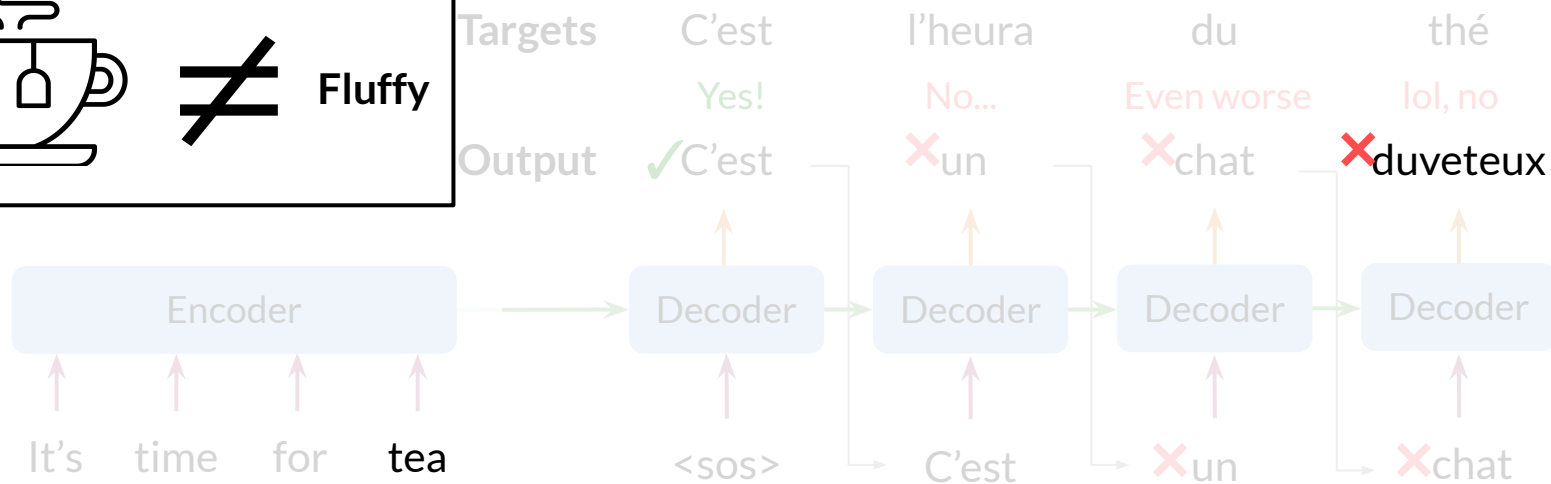 Fluffy
Targets C'est l'heura du thé
Yes! No... Even worse lol, no
Output C'est un chat duveteux
Encoder Decoder Decoder Decoder Decoder
It's time for tea <sos> C'est un chat